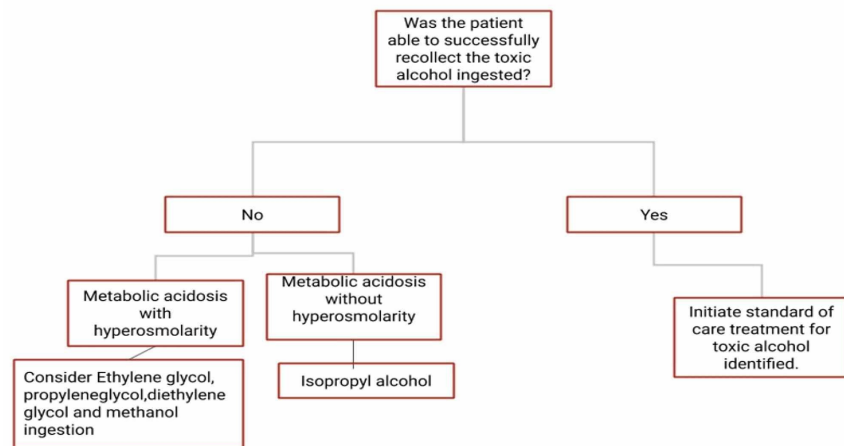 Was the patient
able to successfully
recollect the toxic
alcohol ingested?
No
Yes
Metabolic acidosis
with
hyperosmolarity
Metabolic acidosis
without
hyperosmolarity
Initiate standard of
care treatment for
toxic alcohol
identified.
Consider Ethylene glycol,
propyleneglycol,diethylene
glycol and methanol
ingestion
Isopropyl alcohol